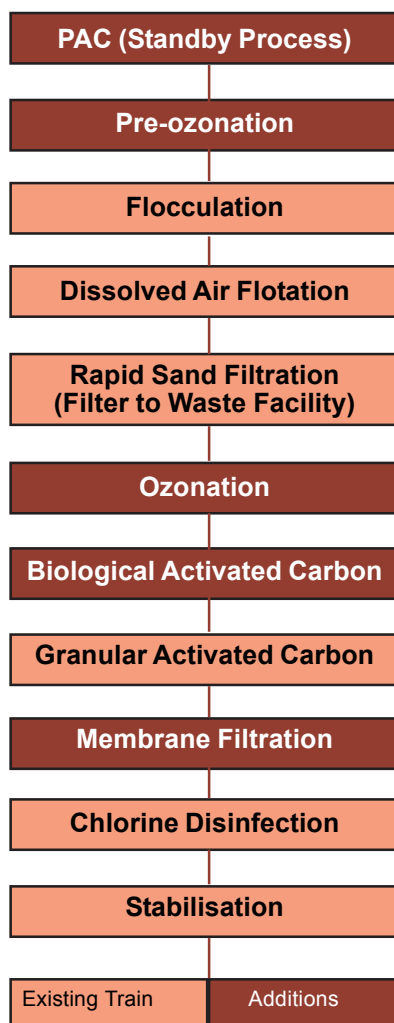 PAC (Standby Process)
Pre-ozonation
Flocculation
Dissolved Air Flotation
Rapid Sand Filtration
(Filter to Waste Facility)
Ozonation
Biological Activated Carbon
Granular Activated Carbon
Membrane Filtration
Chlorine Disinfection
Stabilisation
Existing Train
Additions